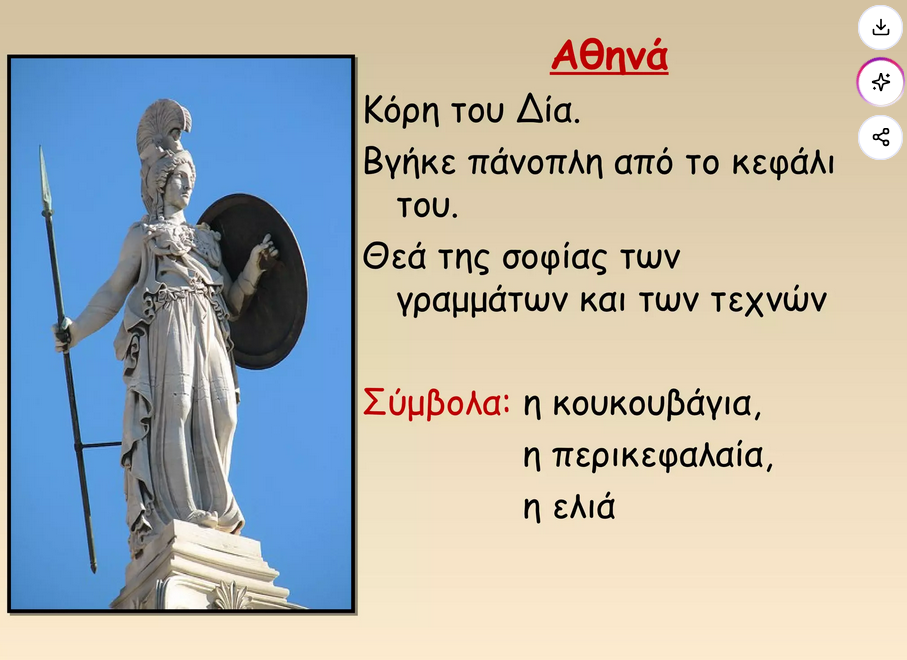 Αθηνά
Κόρη του Δία.
Βγήκε πάνοπλη από το κεφάλι
του.
Θεά της σοφίας των
γραμμάτων και των τεχνών
Σύμβολα: η κουκουβάγια,
η περικεφαλαία,
η ελιά